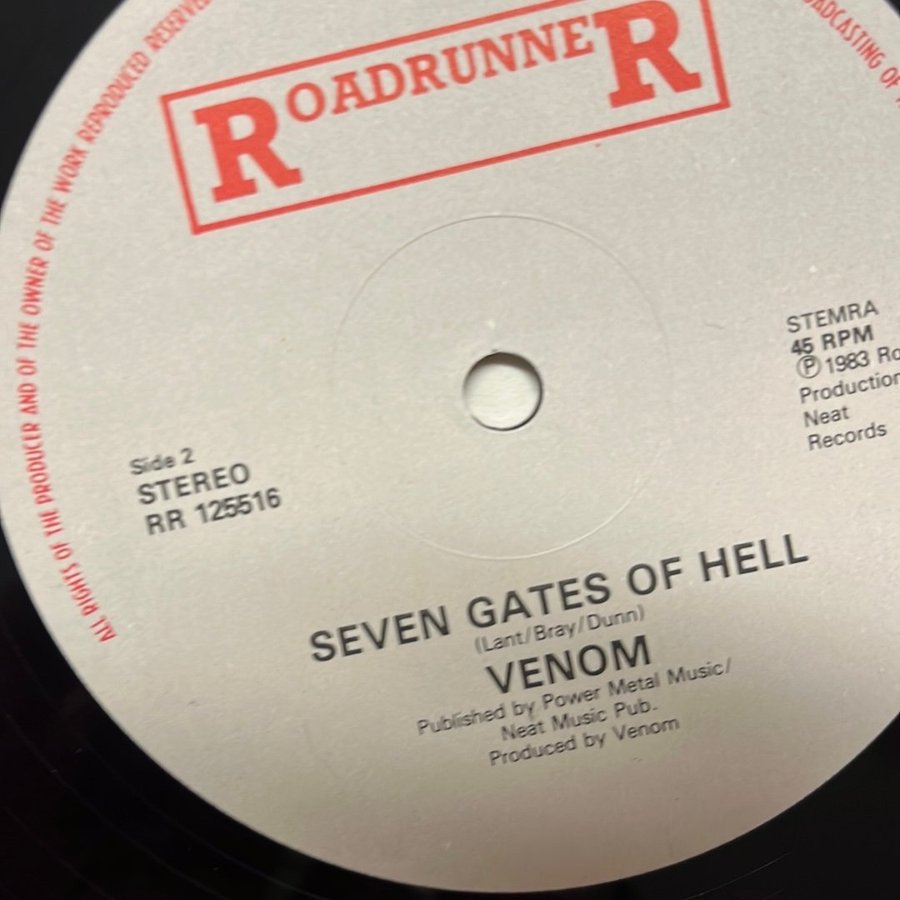 ROADRUNNER
ALL RIGHTS OF THE PRODUCER AND OF THE OWNER OF THE WORK REPRODUCED RESERVED
STEMRA
45 RPM
Ⓟ 1983
Production
Neat
Records
Side 2
STEREO
RR 125516
SEVEN GATES OF HELL
(Lant/Bray/Dunn)
VENOM
Published by Power Metal Music/
Neat Music Pub.
Produced by Venom